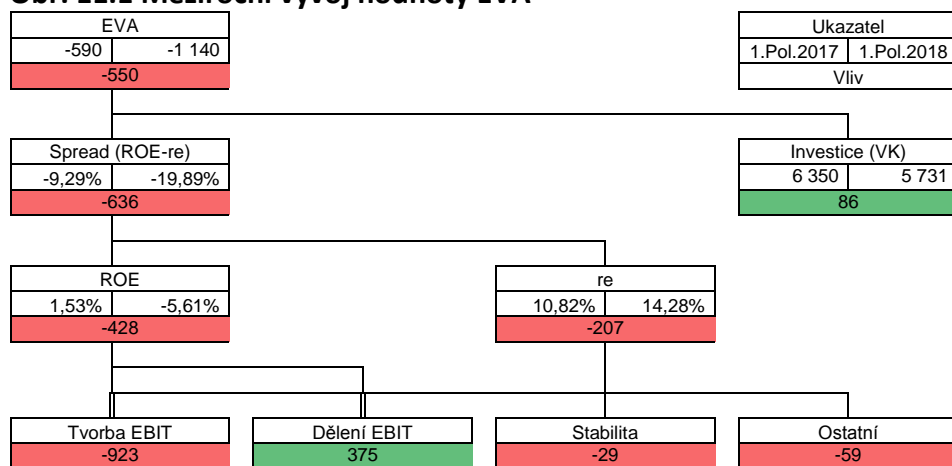 Obr. 11.1 Meziroční vývoj hodnoty EVA
EVA
-590 -1 140
-550
Ukazatel
1.Pol.2017 1.Pol.2018
Vliv
Spread (ROE-re)
-9,29% -19,89%
-636
Investice (VK)
6 350 5 731
86
ROE
1,53% -5,61%
-428
re
10,82% 14,28%
-207
Tvorba EBIT
-923
Dělení EBIT
375
Stabilita
-29
Ostatní
-59